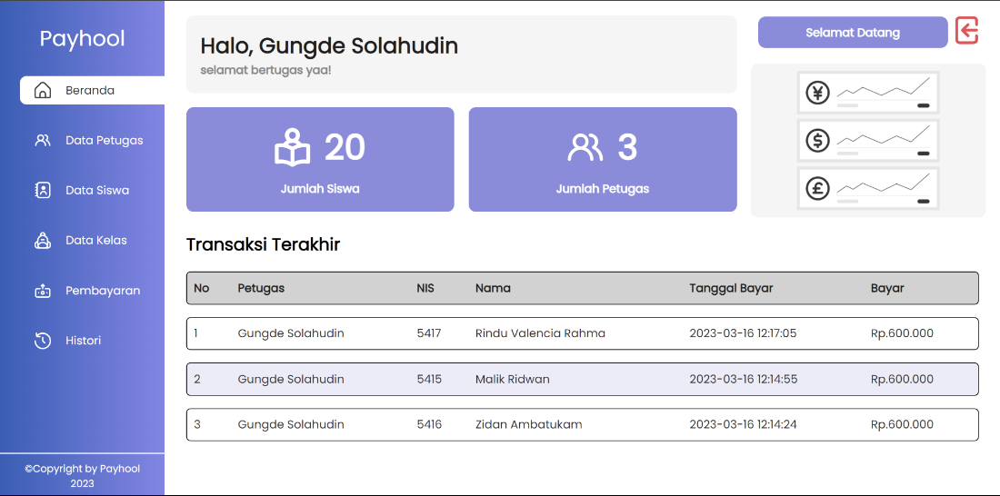 Payhool
Beranda
Data Petugas
Data Siswa
Data Kelas
Pembayaran
Histori
©Copyright by Payhool
2023
Halo, Gungde Solahudin
selamat bertugas yaa!
Selamat Datang
20
Jumlah Siswa
3
Jumlah Petugas
¥
$
£
Transaksi Terakhir
No Petugas NIS Nama Tanggal Bayar Bayar
1 Gungde Solahudin 5417 Rindu Valencia Rahma 2023-03-16 12:17:05 Rp.600.000
2 Gungde Solahudin 5415 Malik Ridwan 2023-03-16 12:14:55 Rp.600.000
3 Gungde Solahudin 5416 Zidan Ambatukam 2023-03-16 12:14:24 Rp.600.000